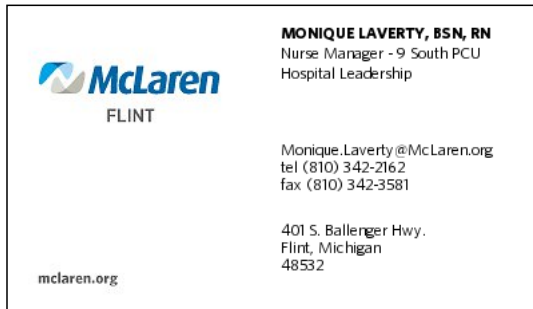 McLaren
FLINT
mclaren.org
MONIQUE LAVERTY, BSN, RN
Nurse Manager - 9 South PCU
Hospital Leadership
Monique.Laverty@McLaren.org
tel (810) 342-2162
fax (810) 342-3581
401 S. Ballenger Hwy.
Flint, Michigan
48532